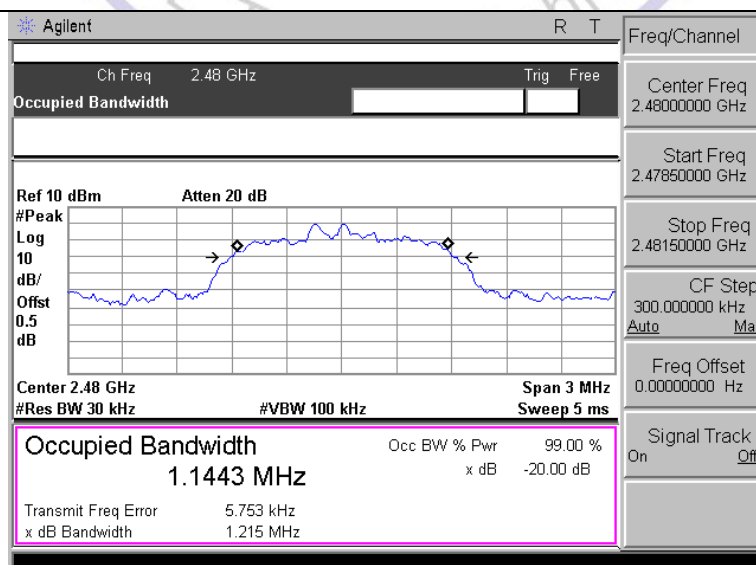 Agilent R T
Ch Freq 2.48 GHz Trig Free
Occupied Bandwidth
Ref 10 dBm Atten 20 dB
#Peak
Log
10
dB/
Offst
0.5
dB
Center 2.48 GHz Span 3 MHz
#Res BW 30 kHz #VBW 100 kHz Sweep 5 ms
Occupied Bandwidth Occ BW % Pwr 99.00 %
1.1443 MHz x dB -20.00 dB
Transmit Freq Error 5.753 kHz
x dB Bandwidth 1.215 MHz
Freq/Channel
Center Freq
2.48000000 GHz
Start Freq
2.47850000 GHz
Stop Freq
2.48150000 GHz
CF Step
300.000000 kHz
Auto Ma
Freq Offset
0.00000000 Hz
Signal Track
On Off